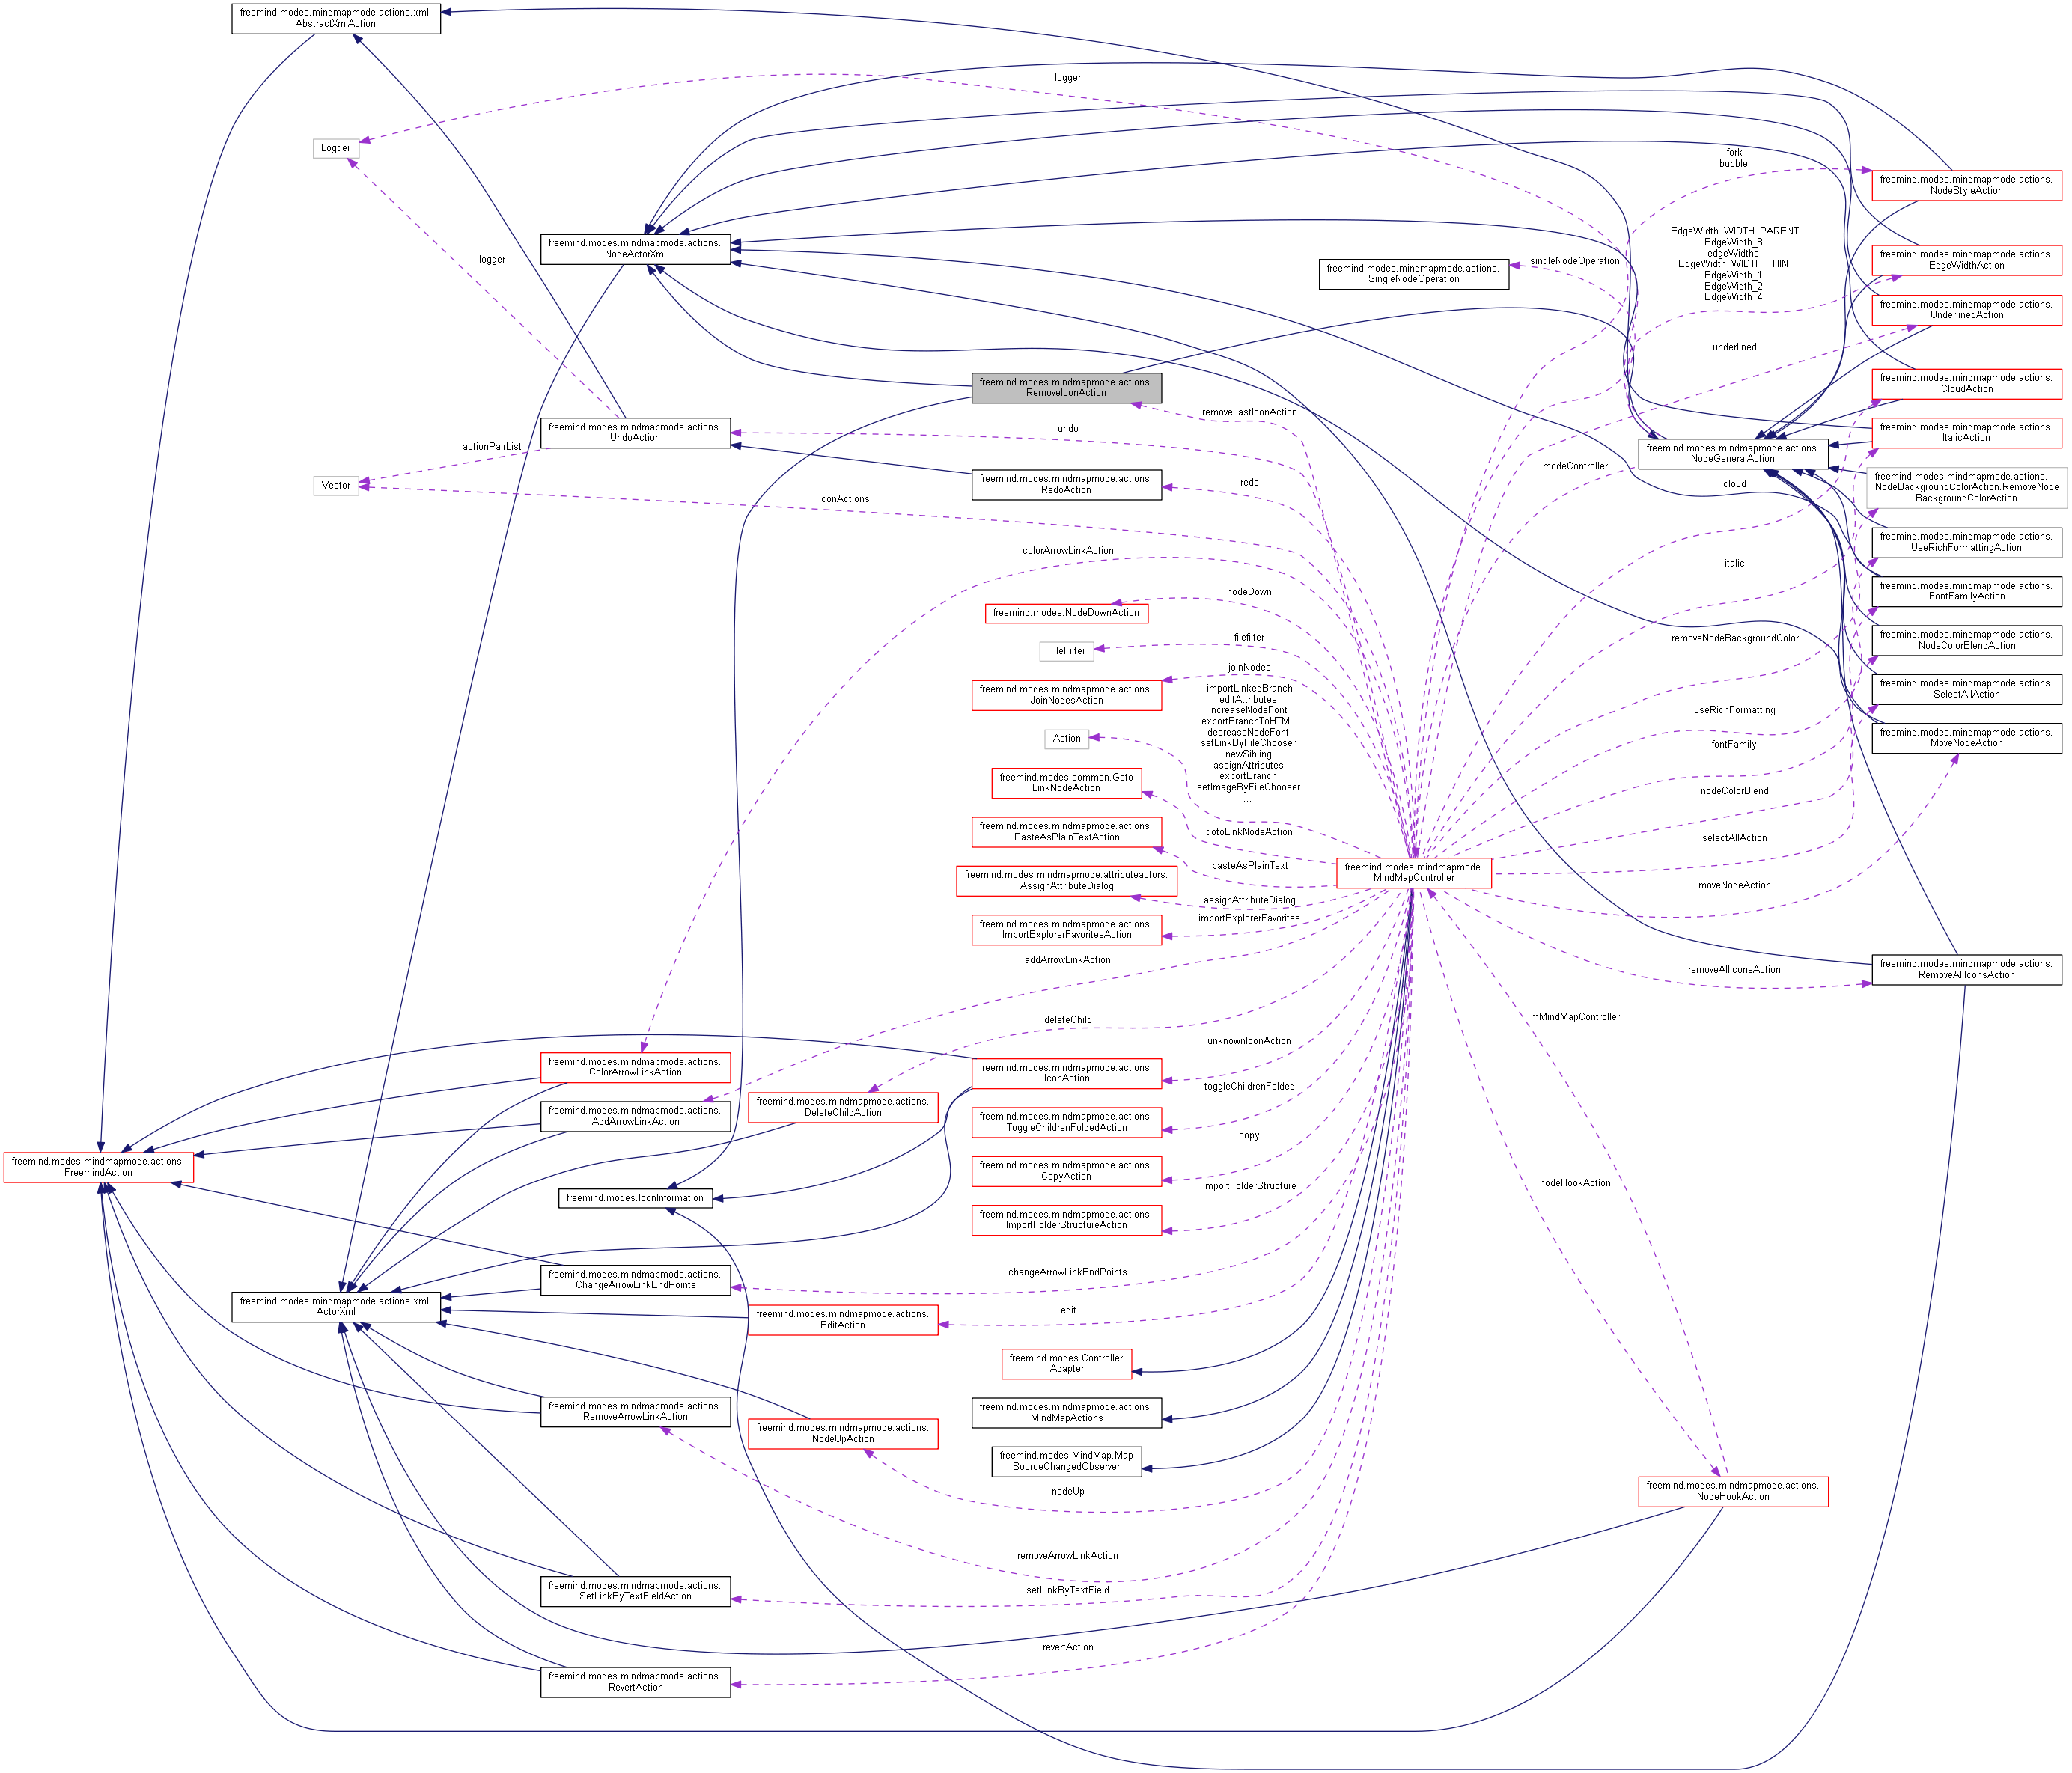 freemind.modes.mindmapmode.actions.xml.
AbstractXmlAction
logger
Logger
fork
bubble
freemind.modes.mindmapmode.actions.
NodeStyleAction
freemind.modes.mindmapmode.actions.
NodeActorXml
logger
singleNodeOperation
freemind.modes.mindmapmode.actions.
SingleNodeOperation
EdgeWidth_WIDTH_PARENT
EdgeWidth_8
edgeWidths
EdgeWidth_WIDTH_THIN
EdgeWidth_1
EdgeWidth_2
EdgeWidth_4
freemind.modes.mindmapmode.actions.
EdgeWidthAction
freemind.modes.mindmapmode.actions.
UnderlinedAction
underlined
freemind.modes.mindmapmode.actions.
RemoveIconAction
freemind.modes.mindmapmode.actions.
CloudAction
removeLastIconAction
freemind.modes.mindmapmode.actions.
UndoAction
undo
freemind.modes.mindmapmode.actions.
ItalicAction
actionPairList
freemind.modes.mindmapmode.actions.
NodeGeneralAction
modeController
Vector
iconActions
freemind.modes.mindmapmode.actions.
RedoAction
redo
cloud
freemind.modes.mindmapmode.actions.
NodeBackgroundColorAction.RemoveNode
BackgroundColorAction
colorArrowLinkAction
freemind.modes.mindmapmode.actions.
UseRichFormattingAction
italic
nodeDown
freemind.modes.NodeDownAction
freemind.modes.mindmapmode.actions.
FontFamilyAction
filefilter
FileFilter
removeNodeBackgroundColor
freemind.modes.mindmapmode.actions.
NodeColorBlendAction
joinNodes
freemind.modes.mindmapmode.actions.
JoinNodesAction
freemind.modes.mindmapmode.actions.
SelectAllAction
importLinkedBranch
editAttributes
increaseNodeFont
exportBranchToHTML
decreaseNodeFont
setLinkByFileChooser
newSibling
assignAttributes
exportBranch
setImageByFileChooser
...
Action
useRichFormatting
fontFamily
freemind.modes.mindmapmode.actions.
MoveNodeAction
freemind.modes.common.Goto
LinkNodeAction
nodeColorBlend
gotoLinkNodeAction
freemind.modes.mindmapmode.actions.
PasteAsPlainTextAction
selectAllAction
pasteAsPlainText
freemind.modes.mindmapmode.
MindMapController
freemind.modes.mindmapmode.attributeactors.
AssignAttributeDialog
moveNodeAction
assignAttributeDialog
importExplorerFavorites
freemind.modes.mindmapmode.actions.
ImportExplorerFavoritesAction
addArrowLinkAction
removeAllIconsAction
freemind.modes.mindmapmode.actions.
RemoveAllIconsAction
deleteChild
mMindMapController
unknownIconAction
freemind.modes.mindmapmode.actions.
ColorArrowLinkAction
freemind.modes.mindmapmode.actions.
IconAction
toggleChildrenFolded
freemind.modes.mindmapmode.actions.
DeleteChildAction
freemind.modes.mindmapmode.actions.
AddArrowLinkAction
freemind.modes.mindmapmode.actions.
ToggleChildrenFoldedAction
copy
freemind.modes.mindmapmode.actions.
FreemindAction
freemind.modes.mindmapmode.actions.
CopyAction
importFolderStructure
nodeHookAction
freemind.modes.IconInformation
freemind.modes.mindmapmode.actions.
ImportFolderStructureAction
changeArrowLinkEndPoints
freemind.modes.mindmapmode.actions.
ChangeArrowLinkEndPoints
freemind.modes.mindmapmode.actions.xml.
ActorXml
edit
freemind.modes.mindmapmode.actions.
EditAction
freemind.modes.Controller
Adapter
freemind.modes.mindmapmode.actions.
RemoveArrowLinkAction
freemind.modes.mindmapmode.actions.
MindMapActions
freemind.modes.mindmapmode.actions.
NodeUpAction
freemind.modes.MindMap.Map
SourceChangedObserver
nodeUp
freemind.modes.mindmapmode.actions.
NodeHookAction
removeArrowLinkAction
setLinkByTextField
freemind.modes.mindmapmode.actions.
SetLinkByTextFieldAction
revertAction
freemind.modes.mindmapmode.actions.
RevertAction